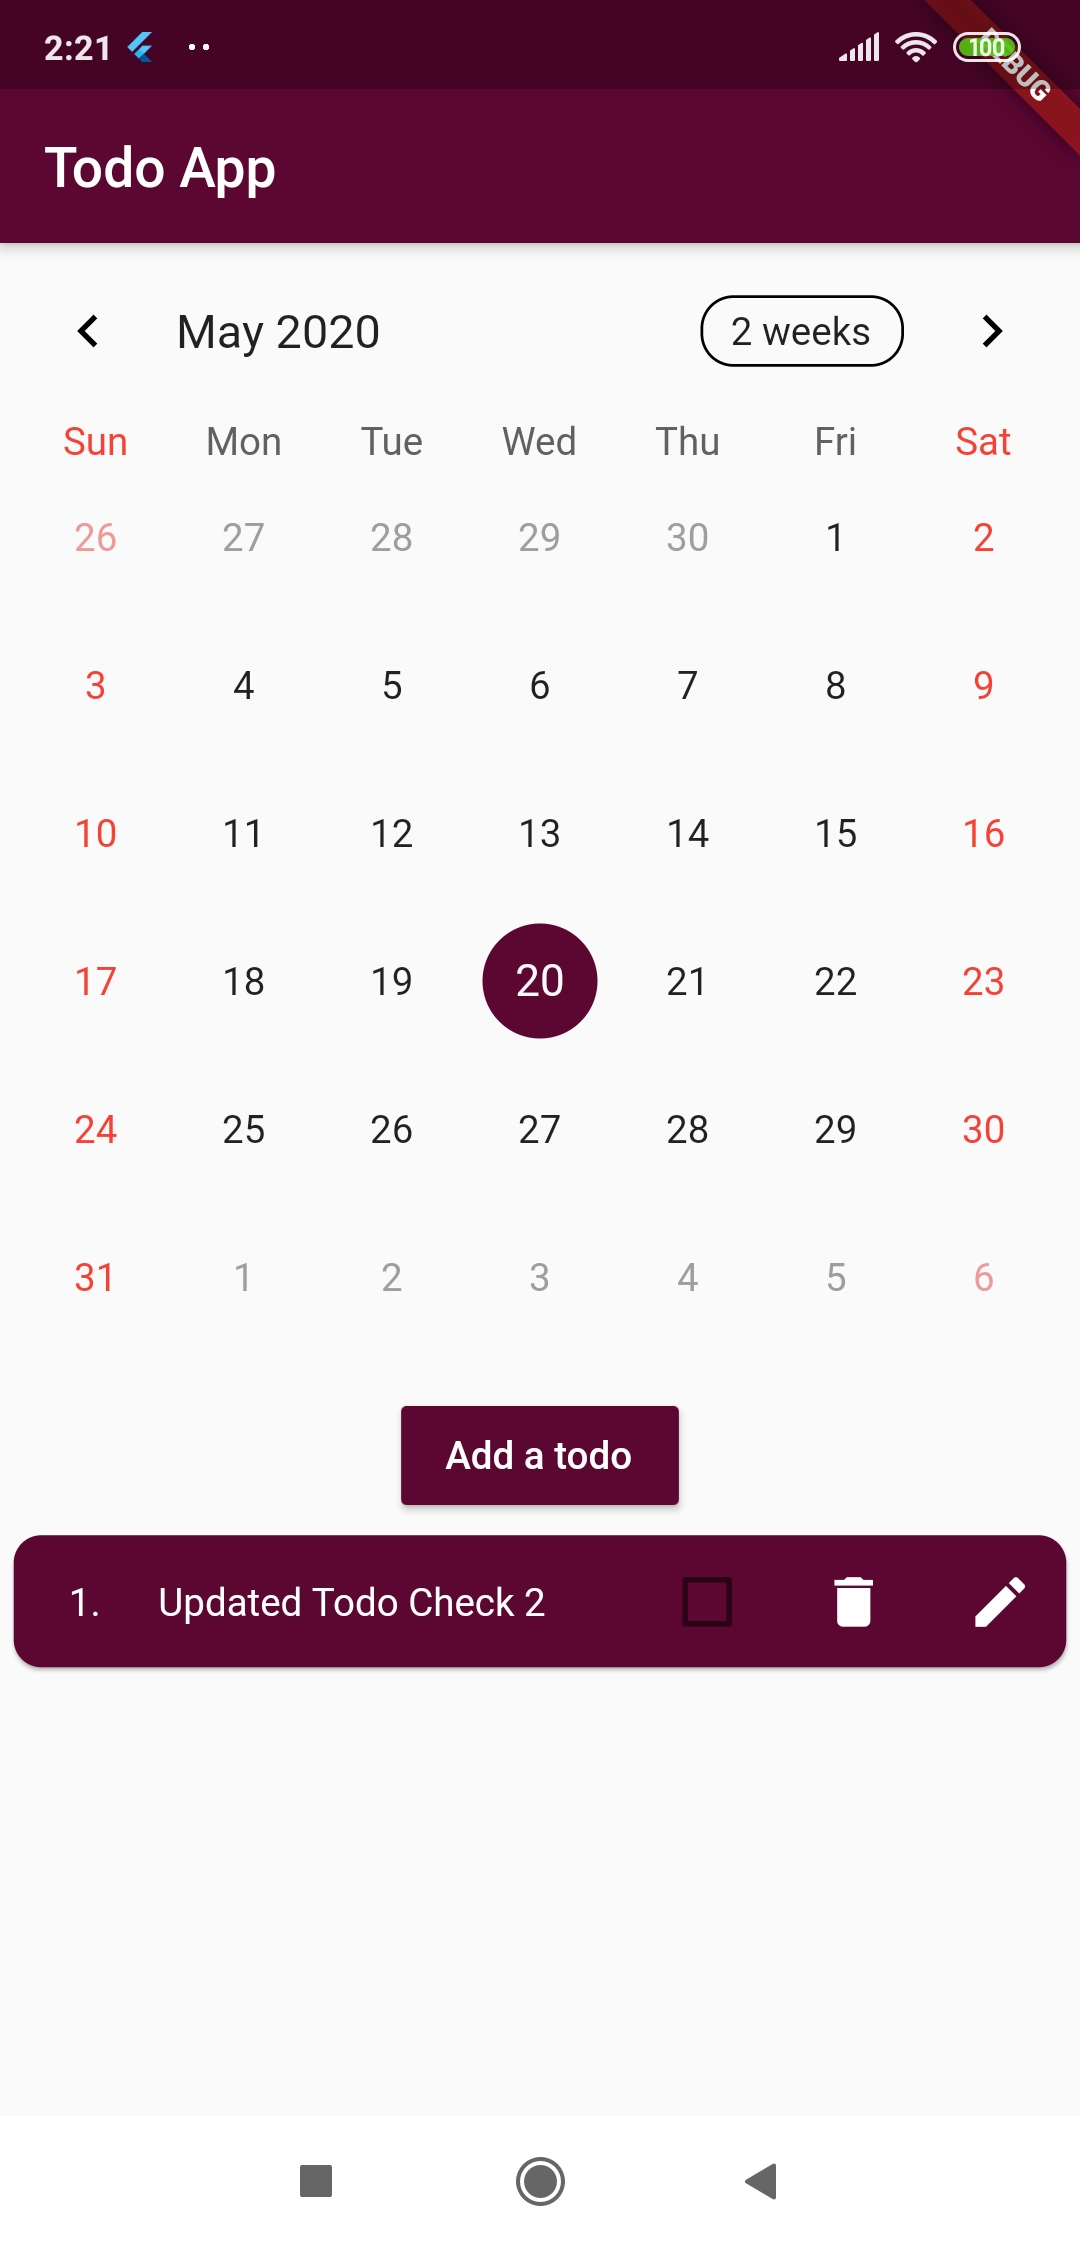 2:21
100
DEBUG
Todo App
May 2020 2 weeks
Sun Mon Tue Wed Thu Fri Sat
26 27 28 29 30 1 2
3 4 5 6 7 8 9
10 11 12 13 14 15 16
17 18 19 20 21 22 23
24 25 26 27 28 29 30
31 1 2 3 4 5 6
Add a todo
1. Updated Todo Check 2